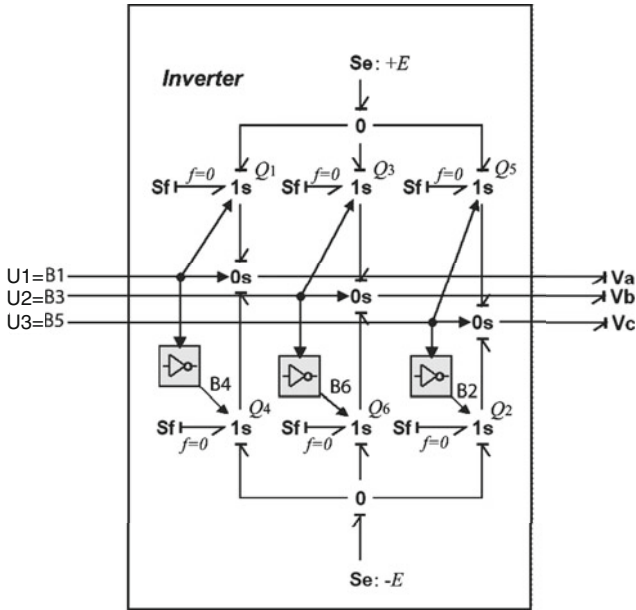 Se: +E
Inverter
0
f=0 Q1 f=0 Q3 f=0 Q5
Sf 1s Sf 1s Sf 1s
U1=B1 0s Va
U2=B3 0s Vb
U3=B5 0s Vc
B4 B6 B2
Q4 Q6 Q2
Sf 1s Sf 1s Sf 1s
f=0 f=0 f=0
0
Se: -E